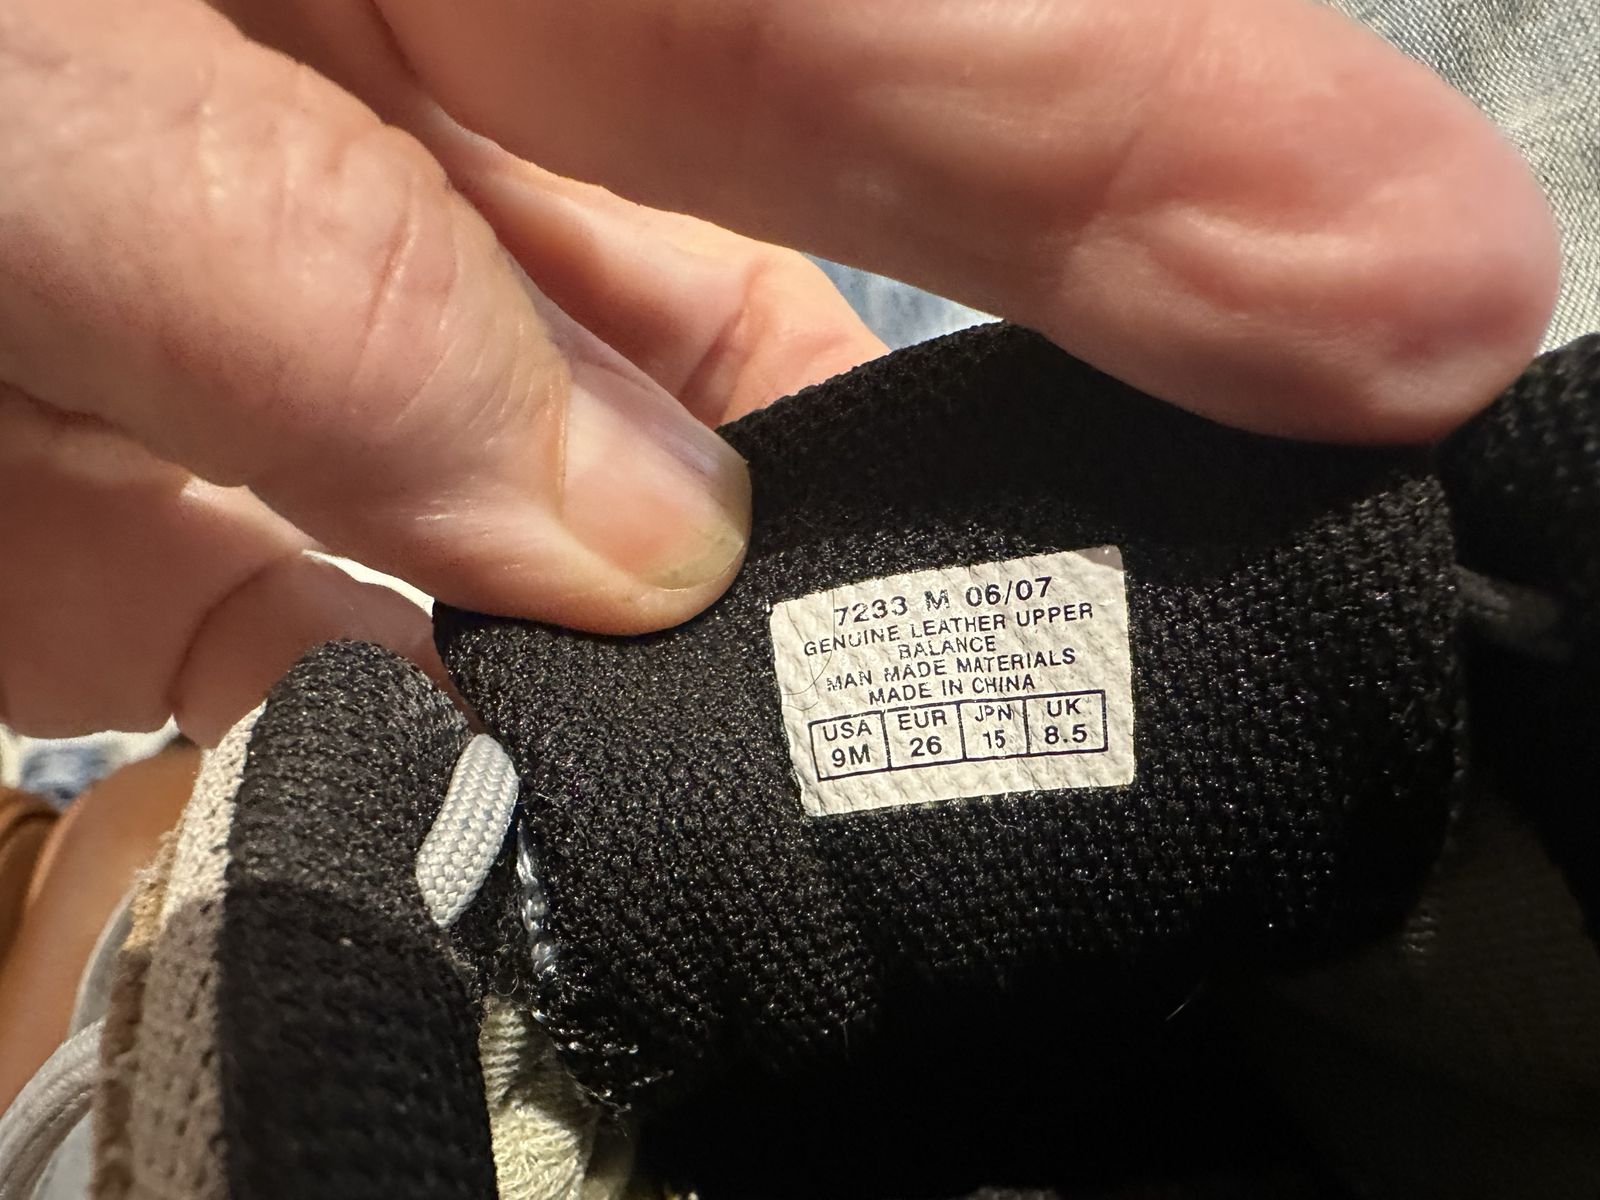 7233 M 06/07
GENUINE LEATHER UPPER
BALANCE
MAN MADE MATERIALS
MADE IN CHINA
USA EUR JPN UK
9M 26 15 8.5